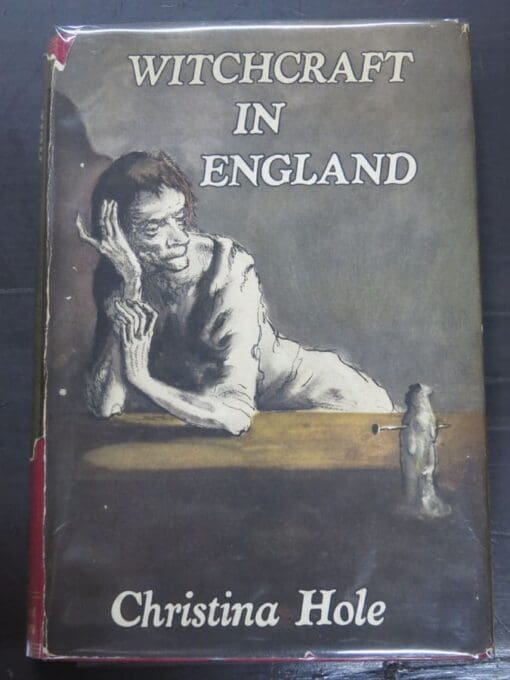 WITCHCRAFT
IN
ENGLAND
Christina Hole